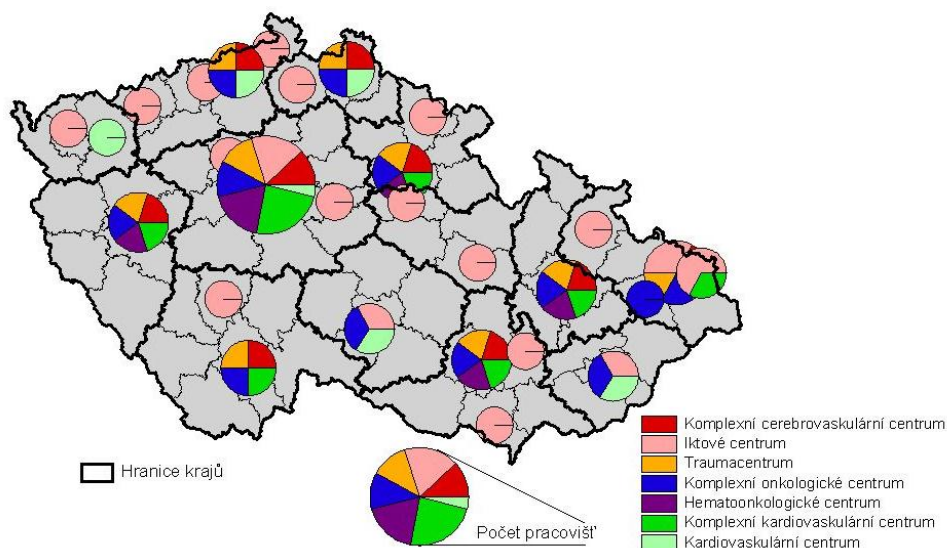 Hranice krajů
Počet pracovišť
Komplexní cerebrovaskulární centrum
Iktové centrum
Traumacentrum
Komplexní onkologické centrum
Hematoonkologické centrum
Komplexní kardiovaskulární centrum
Kardiovaskulární centrum